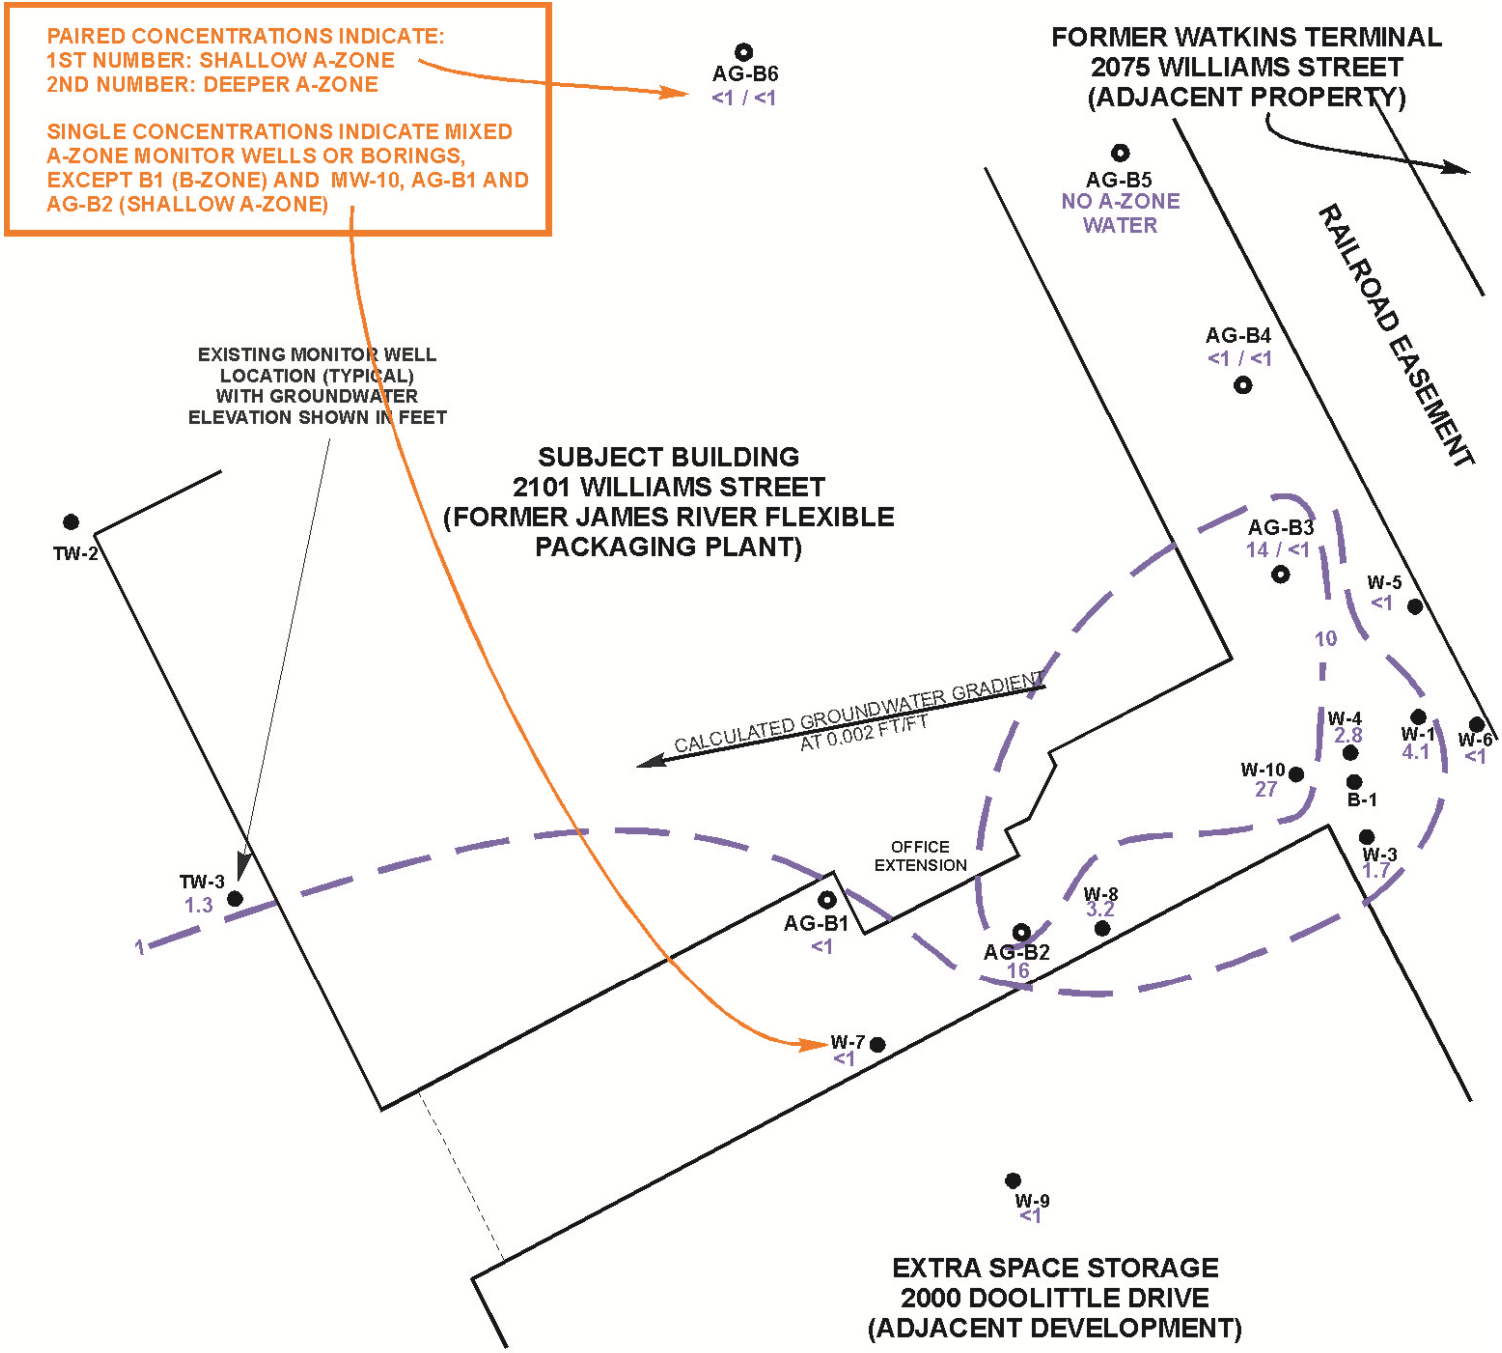 PAIRED CONCENTRATIONS INDICATE:
1ST NUMBER: SHALLOW A-ZONE
2ND NUMBER: DEEPER A-ZONE
SINGLE CONCENTRATIONS INDICATE MIXED
A-ZONE MONITOR WELLS OR BORINGS,
EXCEPT B1 (B-ZONE) AND MW-10, AG-B1 AND
AG-B2 (SHALLOW A-ZONE)
AG-B6
<1 / <1
FORMER WATKINS TERMINAL
2075 WILLIAMS STREET
(ADJACENT PROPERTY)
AG-B5
NO A-ZONE
WATER
RAILROAD EASEMENT
AG-B4
<1 / <1
EXISTING MONITOR WELL
LOCATION (TYPICAL)
WITH GROUNDWATER
ELEVATION SHOWN IN FEET
SUBJECT BUILDING
2101 WILLIAMS STREET
(FORMER JAMES RIVER FLEXIBLE
PACKAGING PLANT)
TW-2
AG-B3
14 / <1
W-5
<1
10
CALCULATED GROUNDWATER GRADIENT
AT 0.002 FT/FT
W-4
2.8
W-1
4.1
W-6
<1
W-10
27
B-1
OFFICE
EXTENSION
W-3
1.7
TW-3
1.3
1
AG-B1
<1
W-8
3.2
AG-B2
16
W-7
<1
W-9
<1
EXTRA SPACE STORAGE
2000 DOOLITTLE DRIVE
(ADJACENT DEVELOPMENT)